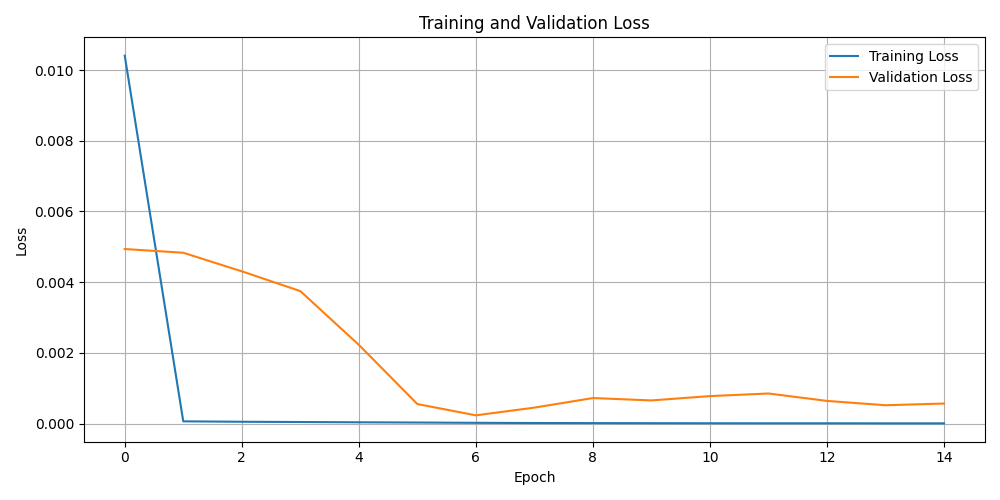 Training and Validation Loss
Training Loss
Validation Loss
0.010
0.008
0.006
0.004
0.002
0.000
Loss
0 2 4 6 8 10 12 14
Epoch